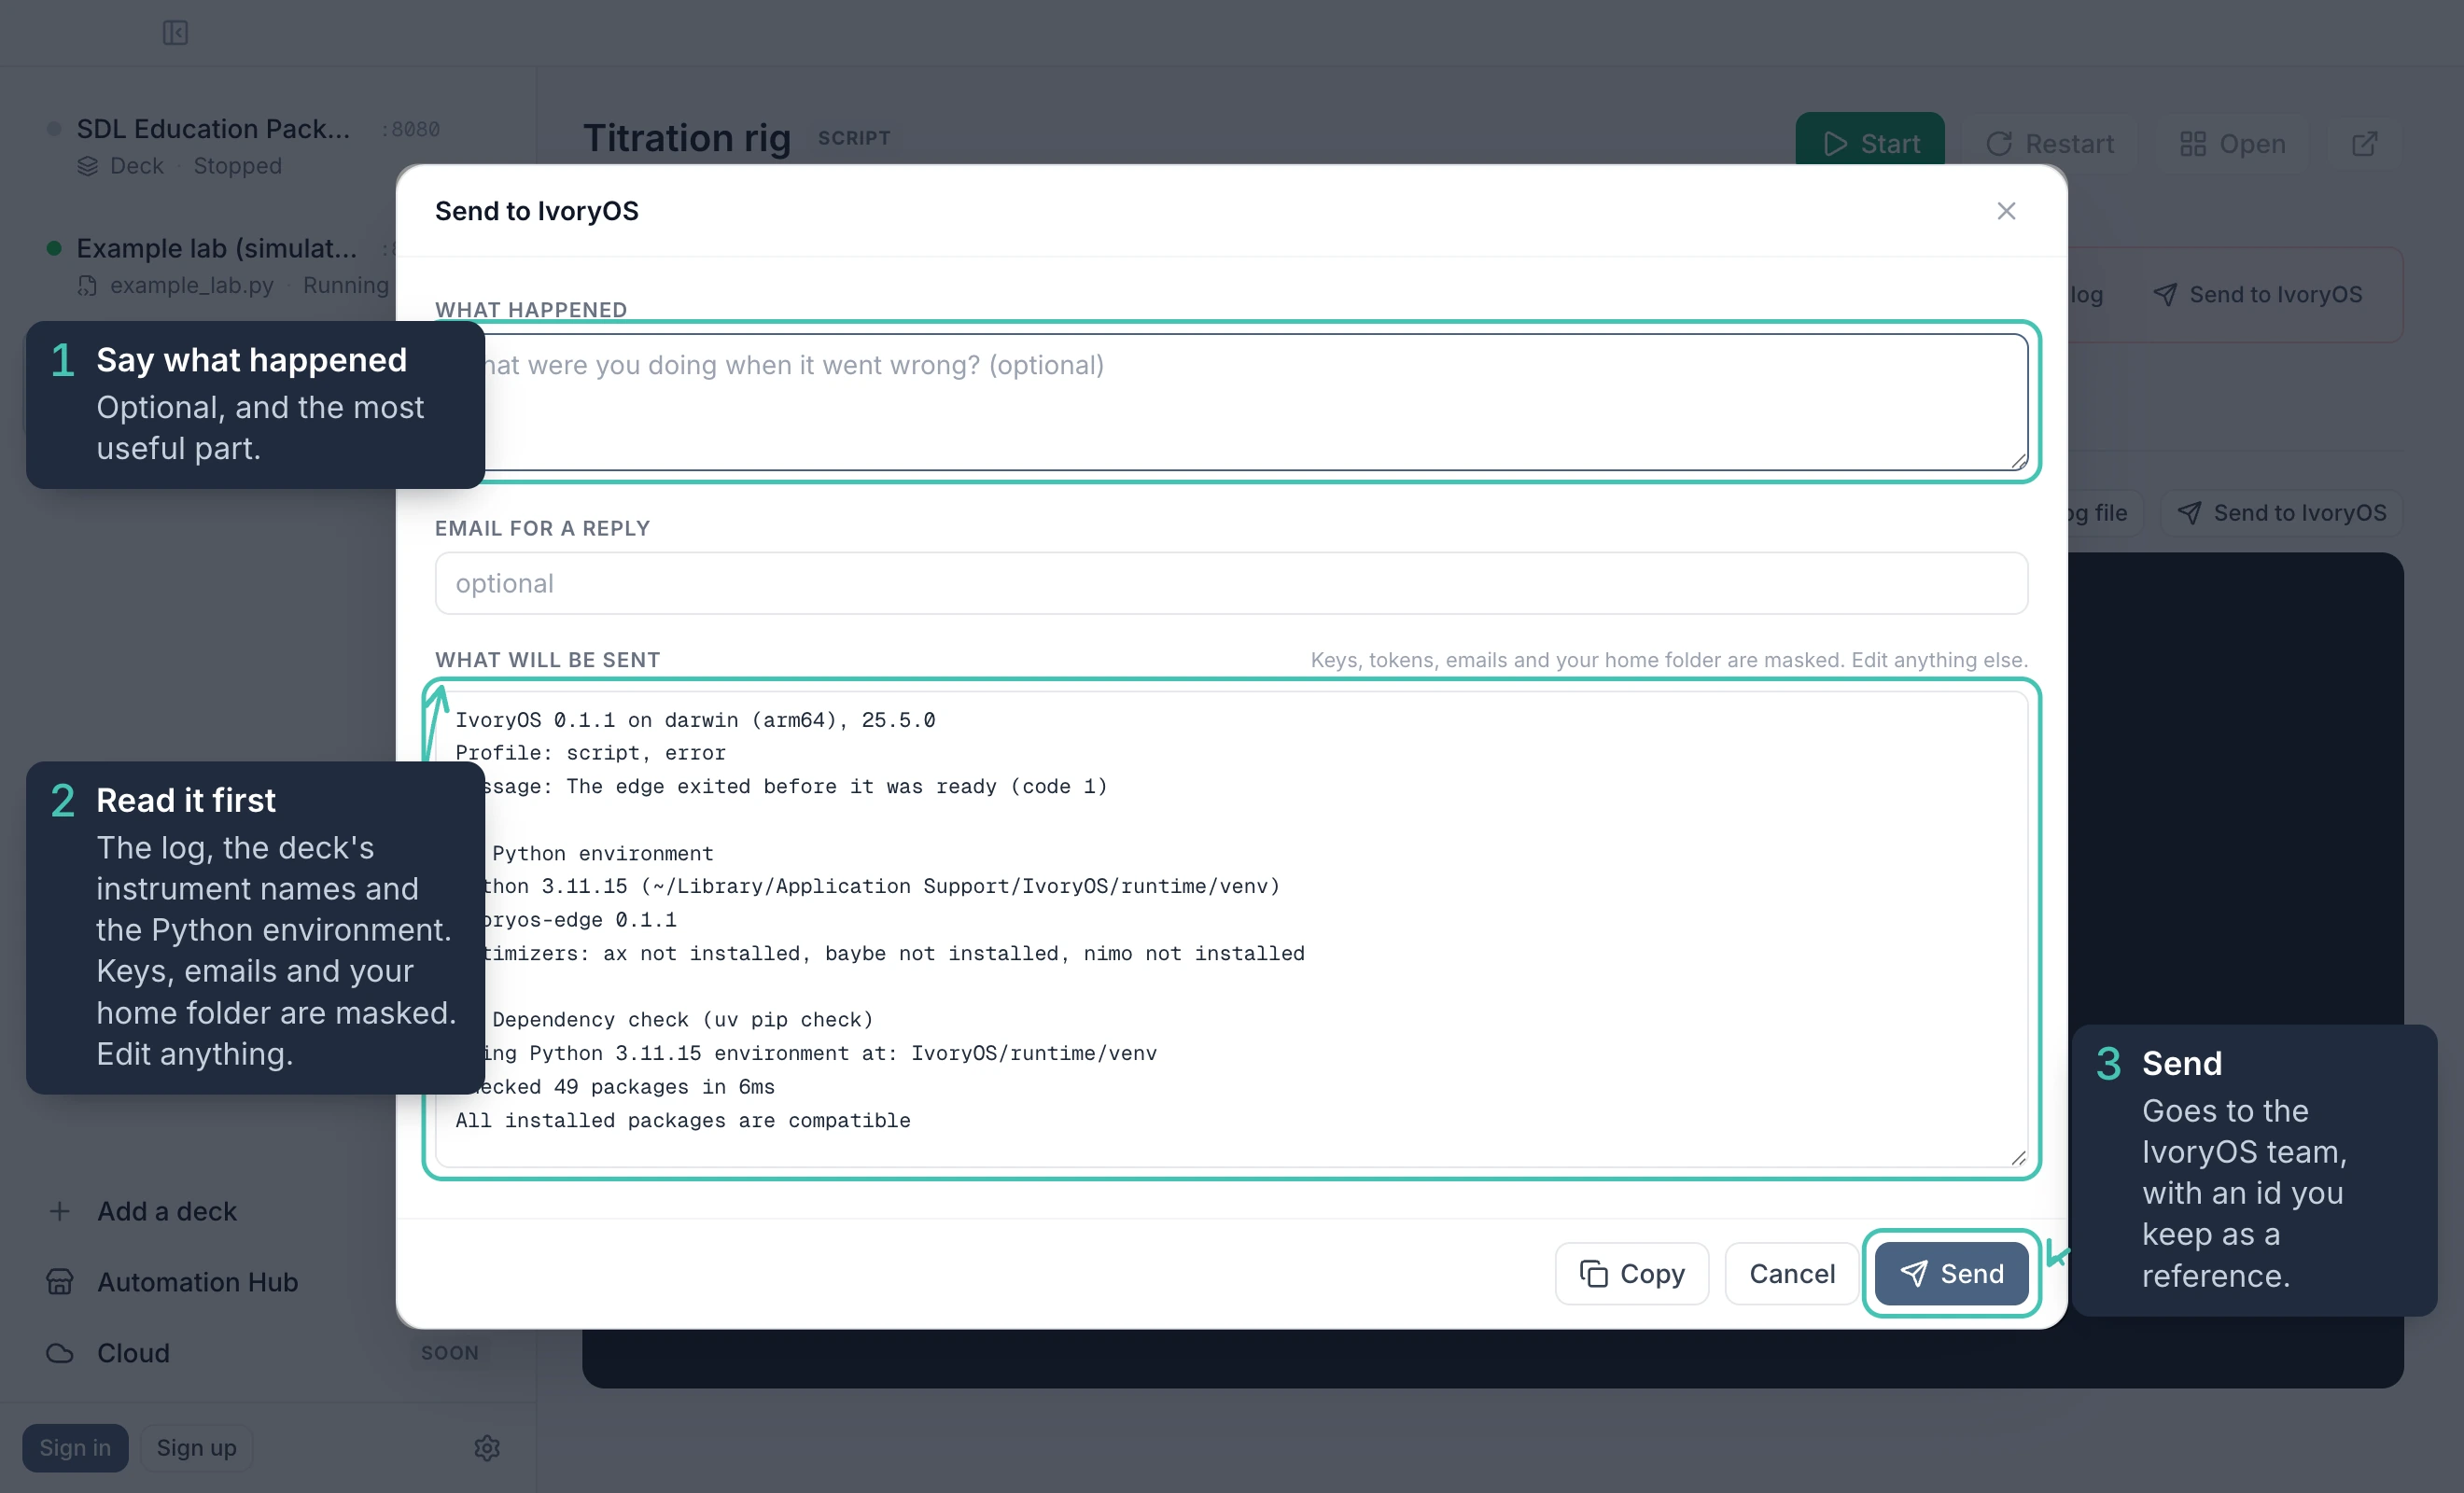 SDL Education Pack... :8080
Deck · Stopped
Example lab (simulat...
example_lab.py · Running
Titration rig SCRIPT
Start
Restart
Open
log
Send to IvoryOS
file
Send to IvoryOS
Send to IvoryOS
WHAT HAPPENED
were you doing when it went wrong? (optional)
EMAIL FOR A REPLY
optional
WHAT WILL BE SENT
Keys, tokens, emails and your home folder are masked. Edit anything else.
IvoryOS 0.1.1 on darwin (arm64), 25.5.0
Profile: script, error
The edge exited before it was ready (code 1)
Python environment
3.11.15 (~/Library/Application Support/IvoryOS/runtime/venv)
0.1.1
ax not installed, baybe not installed, nimo not installed
Dependency check (uv pip check)
Python 3.11.15 environment at: IvoryOS/runtime/venv
49 packages in 6ms
All installed packages are compatible
Copy
Cancel
Send
1 Say what happened
Optional, and the most
useful part.
2 Read it first
The log, the deck's
instrument names and
the Python environment.
Keys, emails and your
home folder are masked.
Edit anything.
3 Send
Goes to the
IvoryOS team,
with an id you
keep as a
reference.
Add a deck
Automation Hub
Cloud SOON
Sign in
Sign up